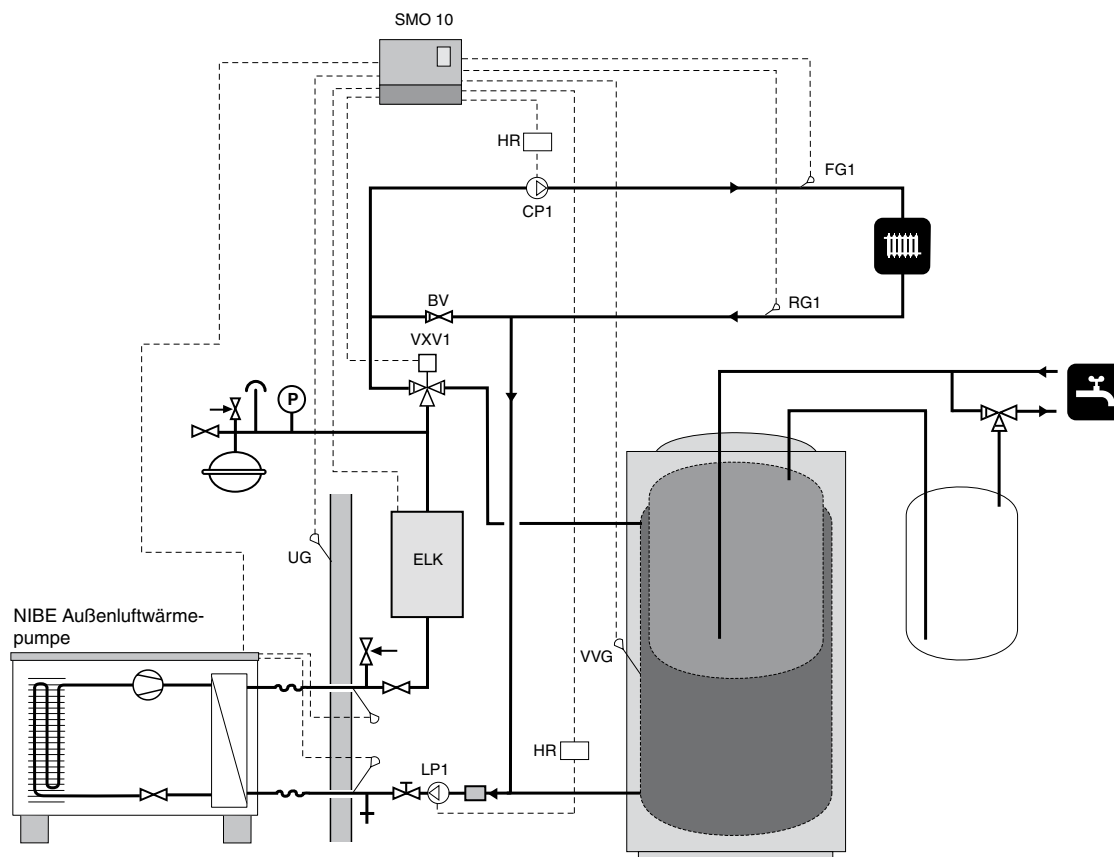 SMO 10
HR
FG1
CP1
BV
RG1
VXV1
P
UG
ELK
NIBE Außenluftwärme-
pumpe
VVG
HR
LP1